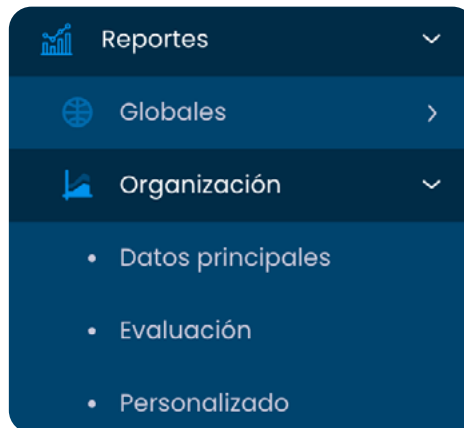 Reportes
Globales
Organización
Datos principales
Evaluación
Personalizado